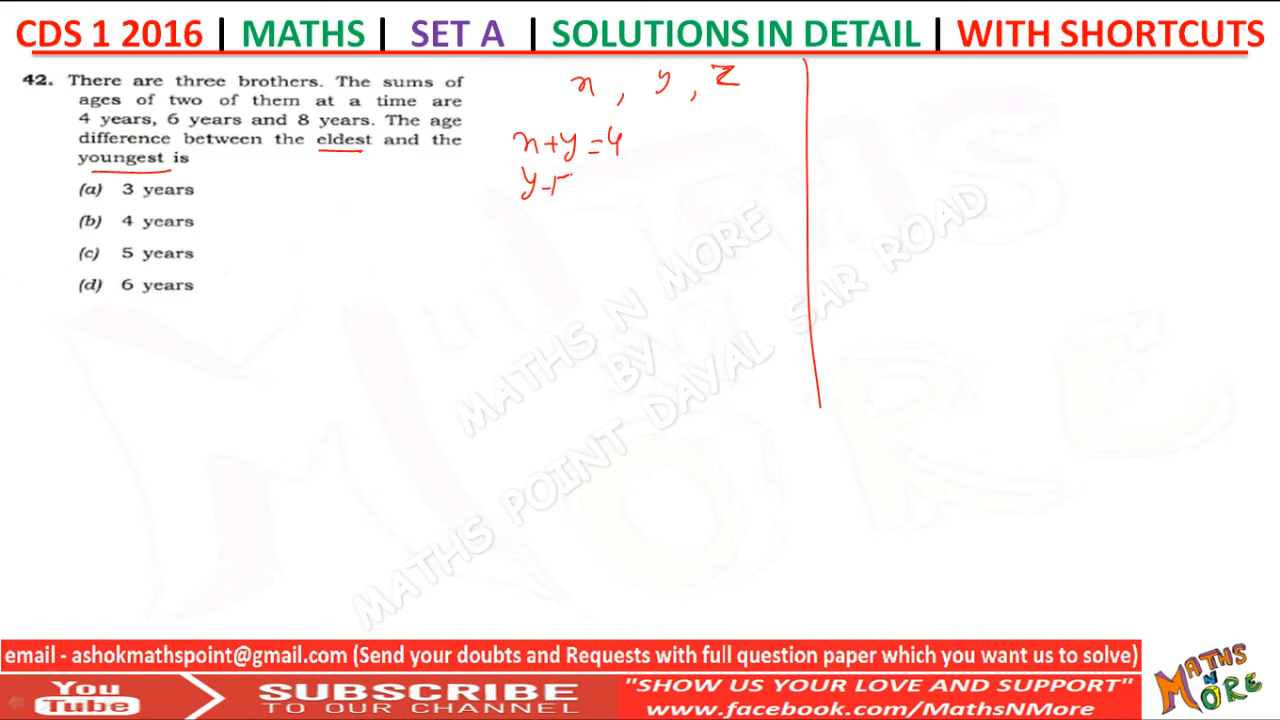 CDS 1 2016 | MATHS | SET A | SOLUTIONS IN DETAIL | WITH SHORTCUTS
42. There are three brothers. The sums of
ages of two of them at a time are
4 years, 6 years and 8 years. The age
difference between the eldest and the
youngest is
(a) 3 years
(b) 4 years
(c) 5 years
(d) 6 years
x, y, z
x+y=4
y+
MATHS N MORE
BY
MATHS POINT DAYAL SAR ROAD
MATHS
N
MORE
email - ashokmathspoint@gmail.com (Send your doubts and Requests with full question paper which you want us to solve)
You
Tube
SUBSCRIBE
TO OUR CHANNEL
"SHOW US YOUR LOVE AND SUPPORT"
www.facebook.com/MathsNMore
MATHS
N
MORE